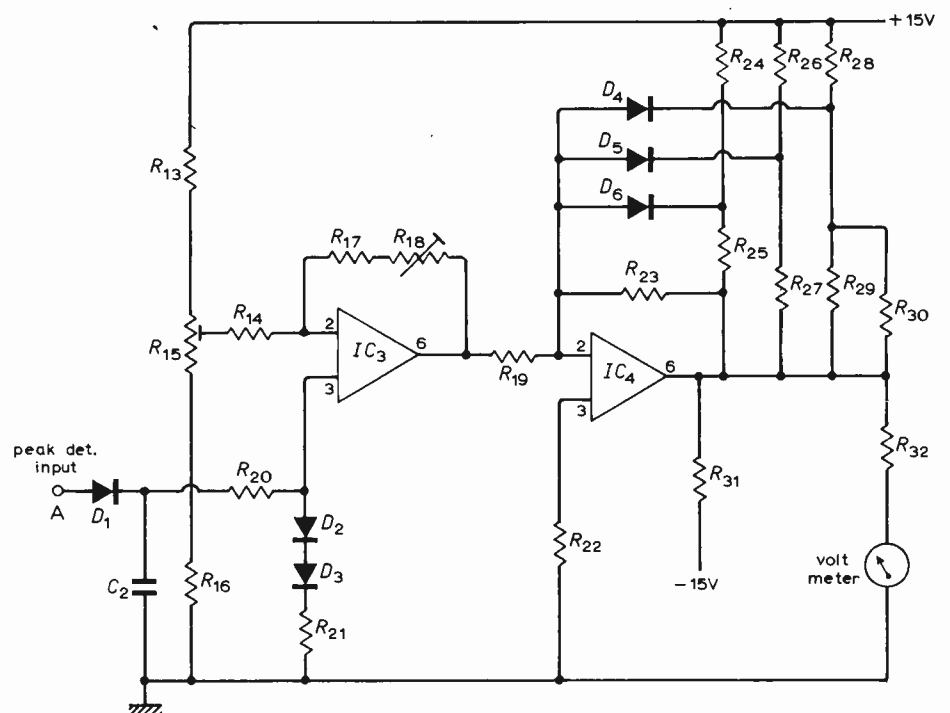 +15V
R24
R26
R28
D4
D5
R13
D6
R17
R18
R25
R23
R27
R29
R30
R14
2
6
R15
IC3
3
R19
2
6
IC4
3
peak det.
input
R20
R32
A
D1
D2
R31
R22
D3
volt
meter
C2
R16
-15V
R21